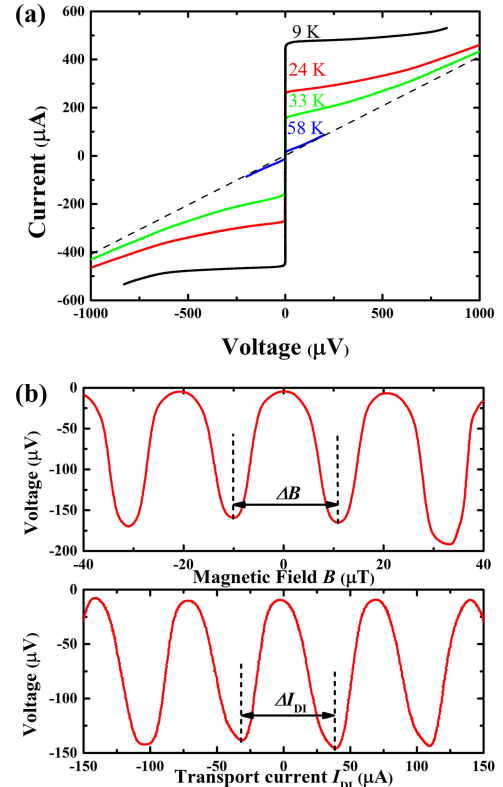 (a)
600
400
200
0
-200
-400
-600
Current (μA)
9 K
24 K
33 K
58 K
-1000 -500 0 500 1000
Voltage (μV)
(b)
0
-50
-100
-150
-200
Voltage (μV)
ΔB
-40 -20 0 20 40
Magnetic Field B (μT)
0
-50
-100
-150
Voltage (μV)
ΔI_DI
-150 -100 -50 0 50 100 150
Transport current I_DI (μA)